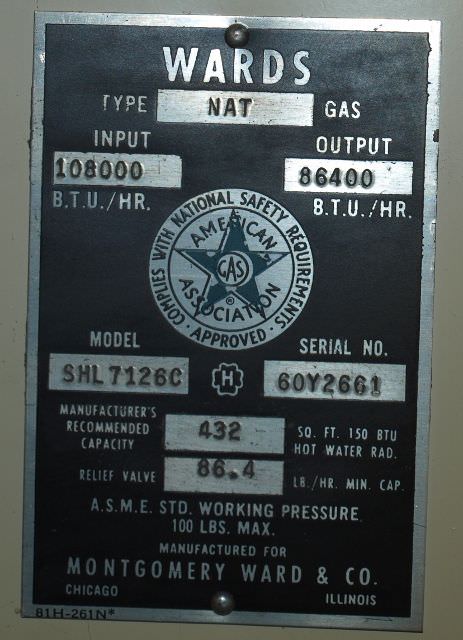 WARDS
TYPE NAT GAS
INPUT OUTPUT
108000 86400
B.T.U./HR. B.T.U./HR.
COMPLIES WITH NATIONAL SAFETY REQUIREMENTS
AMERICAN
GAS
ASSOCIATION
®
· APPROVED ·
MODEL SERIAL NO.
SHL7126C H 60Y2661
MANUFACTURER'S
RECOMMENDED
CAPACITY
432
SQ. FT. 150 BTU
HOT WATER RAD.
RELIEF VALVE 86.4 LB./HR. MIN. CAP.
A.S.M.E. STD. WORKING PRESSURE
100 LBS. MAX.
MANUFACTURED FOR
MONTGOMERY WARD & CO.
CHICAGO ILLINOIS
81H-261N*